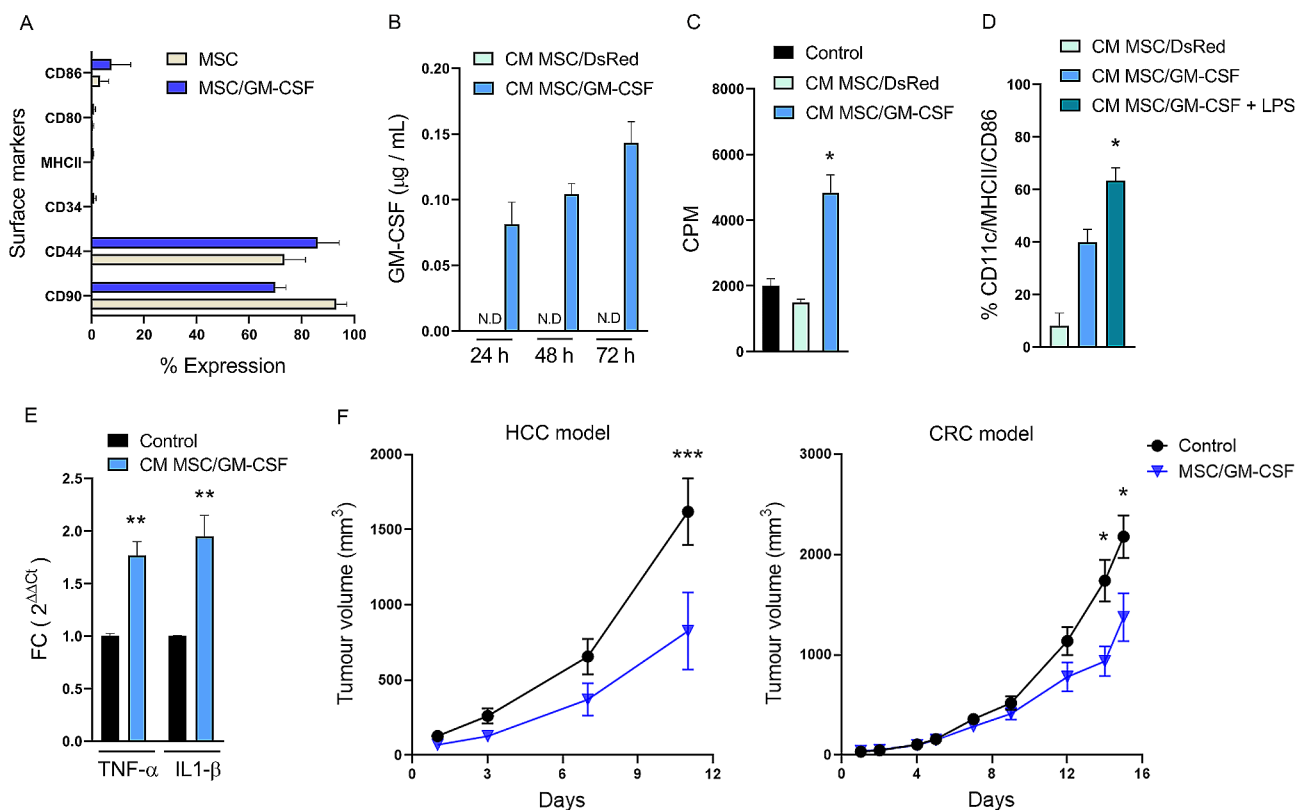 A
MSC
MSC/GM-CSF
Surface markers
CD86
CD80
MHCII
CD34
CD44
CD90
0 20 40 60 80 100
% Expression
B
CM MSC/DsRed
CM MSC/GM-CSF
GM-CSF (µg / mL)
0.20
0.15
0.10
0.05
0.00
N.D N.D N.D
24 h 48 h 72 h
C
Control
CM MSC/DsRed
CM MSC/GM-CSF
CPM
8000
6000
4000
2000
0
*
D
CM MSC/DsRed
CM MSC/GM-CSF
CM MSC/GM-CSF + LPS
% CD11c/MHCII/CD86
100
80
60
40
20
0
*
E
Control
CM MSC/GM-CSF
FC ( 2^ΔΔCt )
2.5
2.0
1.5
1.0
0.5
0.0
** **
TNF-α IL1-β
F
HCC model
Tumour volume (mm³)
2000
1500
1000
500
0
***
0 3 6 9 12
Days
CRC model
Control
MSC/GM-CSF
Tumour volume (mm³)
3000
2000
1000
0
* *
0 4 8 12 16
Days